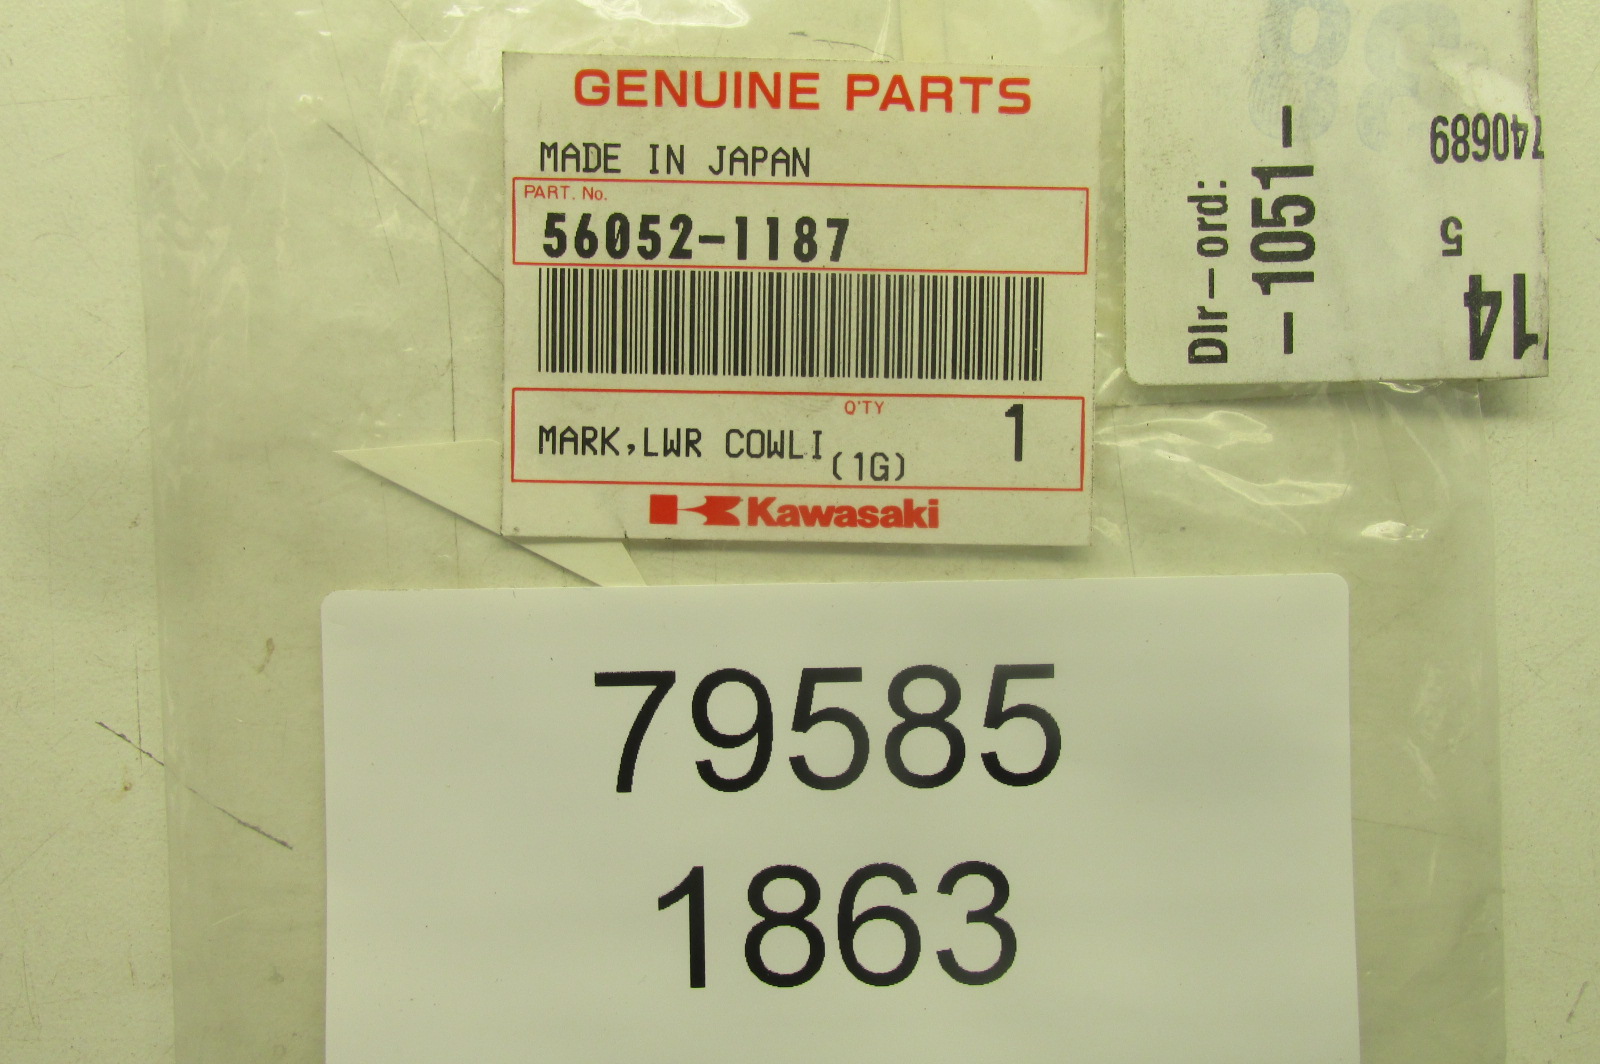 GENUINE PARTS
MADE IN JAPAN
PART. No.
56052-1187
Q'TY
1
MARK,LWR COWLI
(1G)
Kawasaki
Dlr-ord:
-1051-
740689
5
14
79585
1863